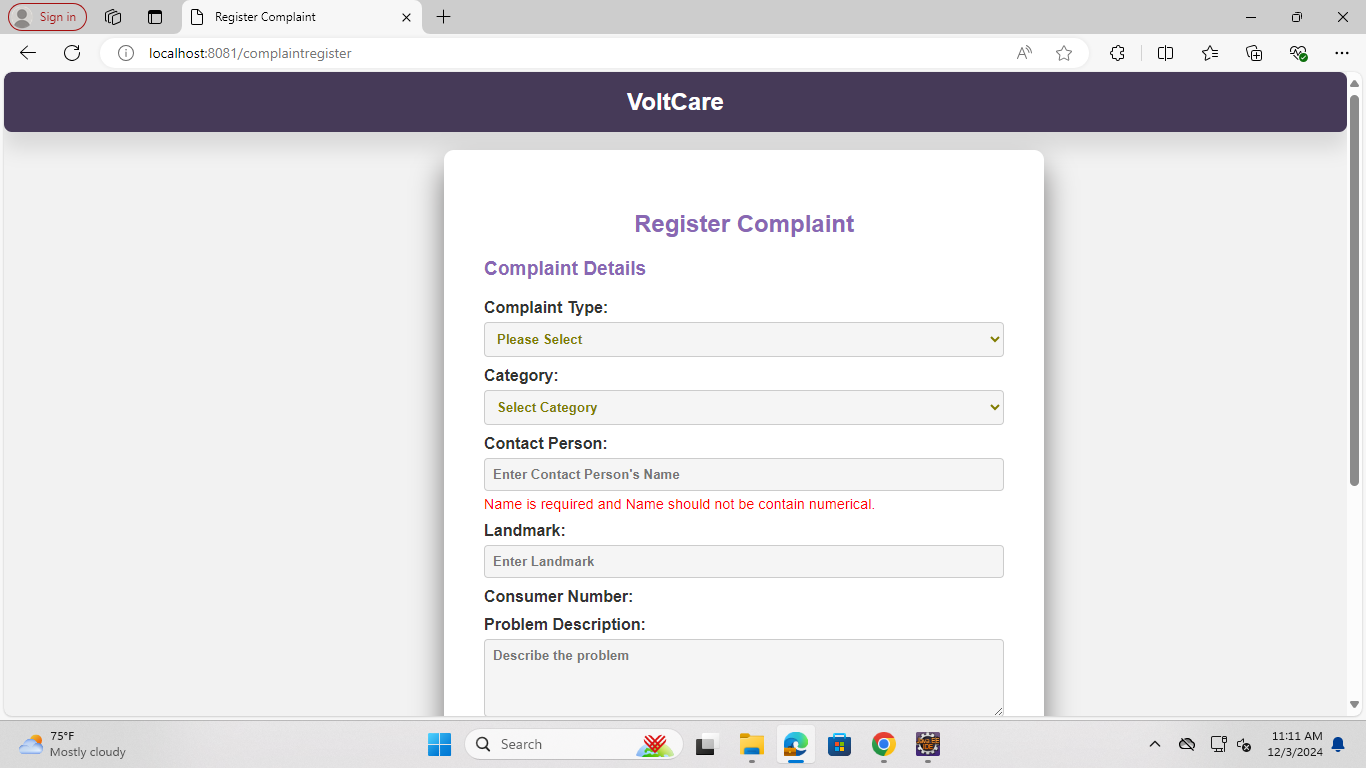 Sign in
Register Complaint
localhost:8081/complaintregister
VoltCare
Register Complaint
Complaint Details
Complaint Type:
Please Select
Category:
Select Category
Contact Person:
Enter Contact Person's Name
Name is required and Name should not be contain numerical.
Landmark:
Enter Landmark
Consumer Number:
Problem Description:
Describe the problem
75°F
Mostly cloudy
Search
11:11 AM
12/3/2024